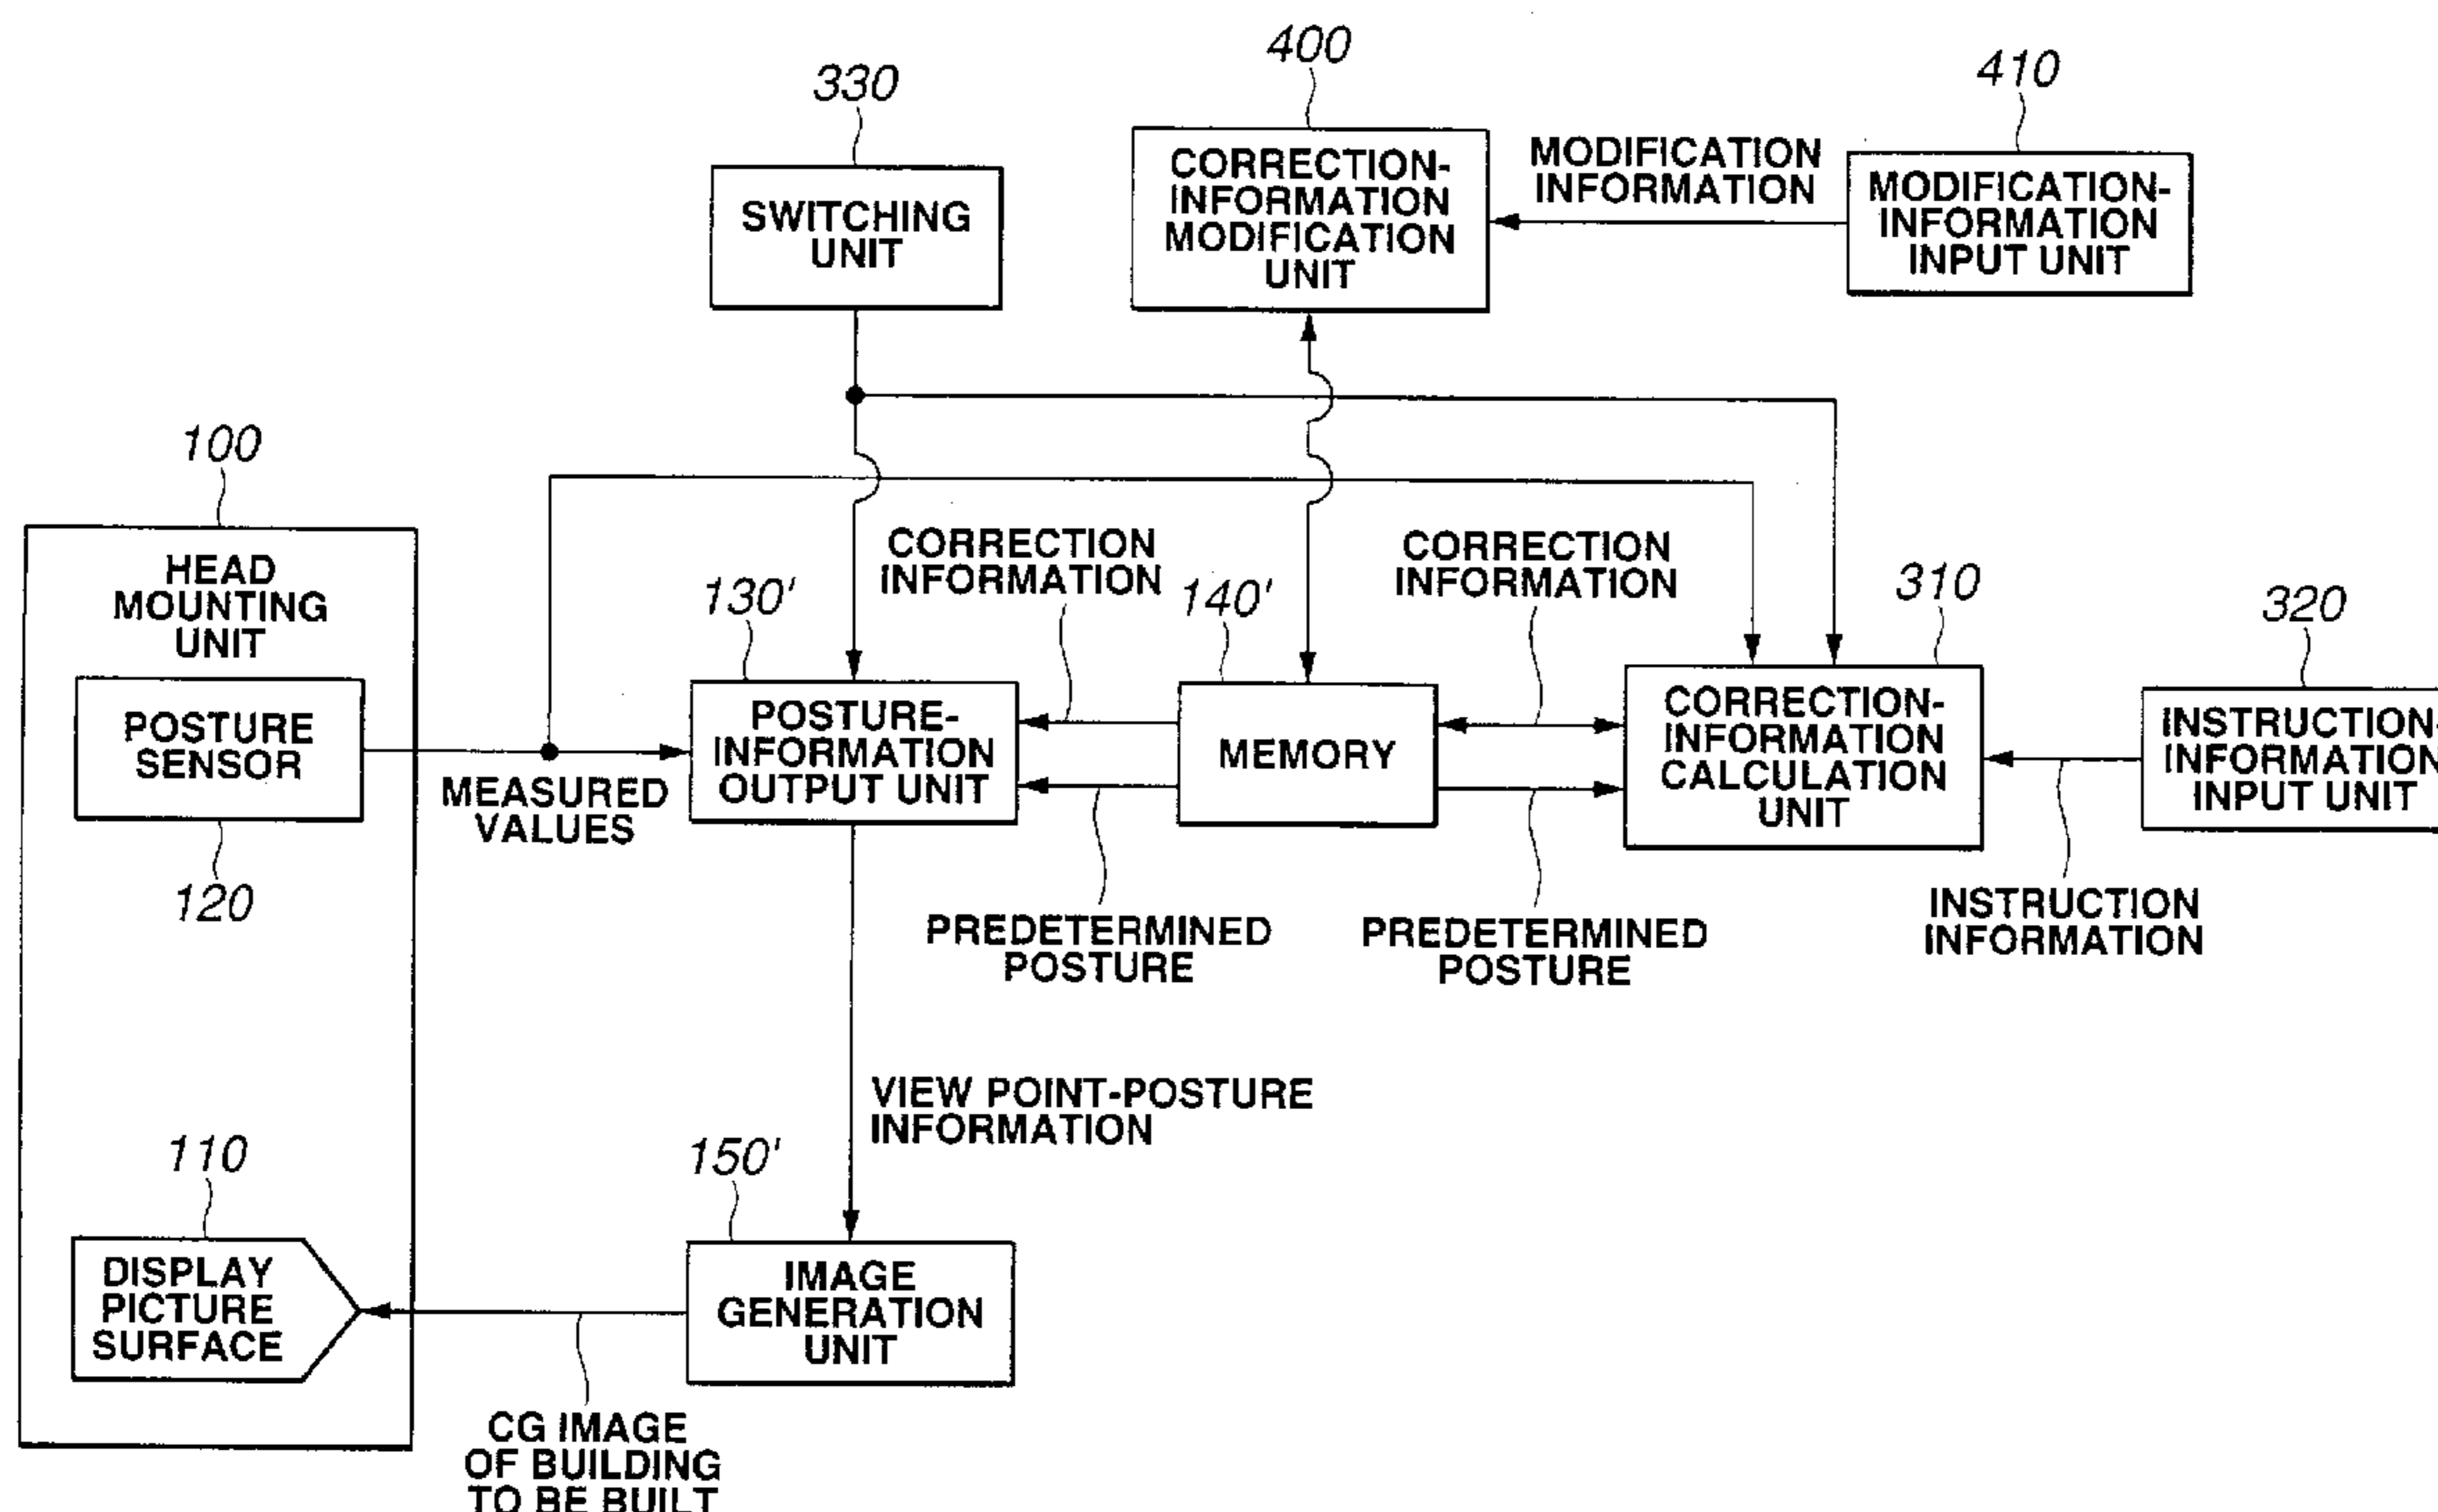 400
330
410
CORRECTION-
INFORMATION
MODIFICATION
UNIT
MODIFICATION
INFORMATION
MODIFICATION-
INFORMATION
INPUT UNIT
SWITCHING
UNIT
100
HEAD
MOUNTING
UNIT
CORRECTION
INFORMATION
CORRECTION
INFORMATION
130'
140'
310
320
POSTURE
SENSOR
120
MEASURED
VALUES
POSTURE-
INFORMATION
OUTPUT UNIT
MEMORY
CORRECTION-
INFORMATION
CALCULATION
UNIT
INSTRUCTION-
INFORMATION
INPUT UNIT
PREDETERMINED
POSTURE
PREDETERMINED
POSTURE
INSTRUCTION
INFORMATION
VIEW POINT-POSTURE
INFORMATION
110
150'
DISPLAY
PICTURE
SURFACE
IMAGE
GENERATION
UNIT
CG IMAGE
OF BUILDING
TO BE BUILT